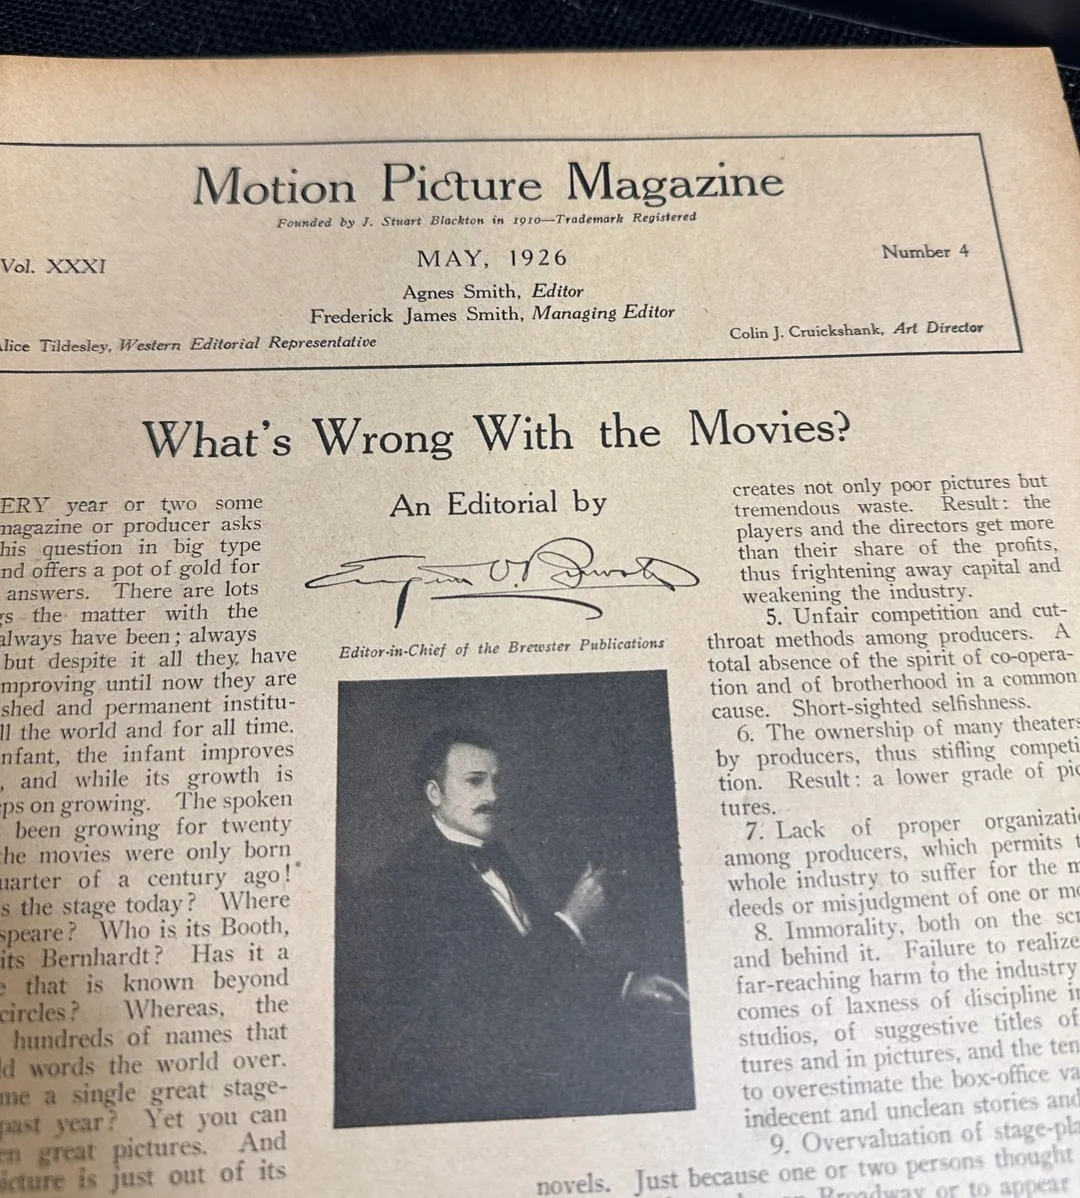 Motion Picture Magazine
Founded by J. Stuart Blackton in 1910—Trademark Registered
Vol. XXXI
MAY, 1926
Number 4
Agnes Smith, Editor
Frederick James Smith, Managing Editor
Tildesley, Western Editorial Representative
Colin J. Cruickshank, Art Director
What's Wrong With the Movies?
ERY year or two some
magazine or producer asks
his question in big type
nd offers a pot of gold for
answers. There are lots
the matter with the
always have been; always
but despite it all they have
mproving until now they are
shed and permanent institu-
ll the world and for all time.
nfant, the infant improves
, and while its growth is
ps on growing. The spoken
been growing for twenty
he movies were only born
uarter of a century ago!
s the stage today? Where
speare? Who is its Booth,
its Bernhardt? Has it a
e that is known beyond
circles? Whereas, the
hundreds of names that
ld words the world over.
me a single great stage-
past year? Yet you can
en great pictures. And
icture is just out of its
An Editorial by
Eugene V. Brewster
Editor-in-Chief of the Brewster Publications
creates not only poor pictures but
tremendous waste. Result: the
players and the directors get more
than their share of the profits,
thus frightening away capital and
weakening the industry.
5. Unfair competition and cut-
throat methods among producers. A
total absence of the spirit of co-opera-
tion and of brotherhood in a common
cause. Short-sighted selfishness.
6. The ownership of many theaters
by producers, thus stifling competi
tion. Result: a lower grade of pic
tures.
7. Lack of proper organizati
among producers, which permits t
whole industry to suffer for the m
deeds or misjudgment of one or mo
8. Immorality, both on the scr
and behind it. Failure to realize
far-reaching harm to the industry
comes of laxness of discipline in
studios, of suggestive titles of
tures and in pictures, and the ten
to overestimate the box-office va
indecent and unclean stories and
9. Overvaluation of stage-pla
novels. Just because one or two persons thought
Broadway or to appear